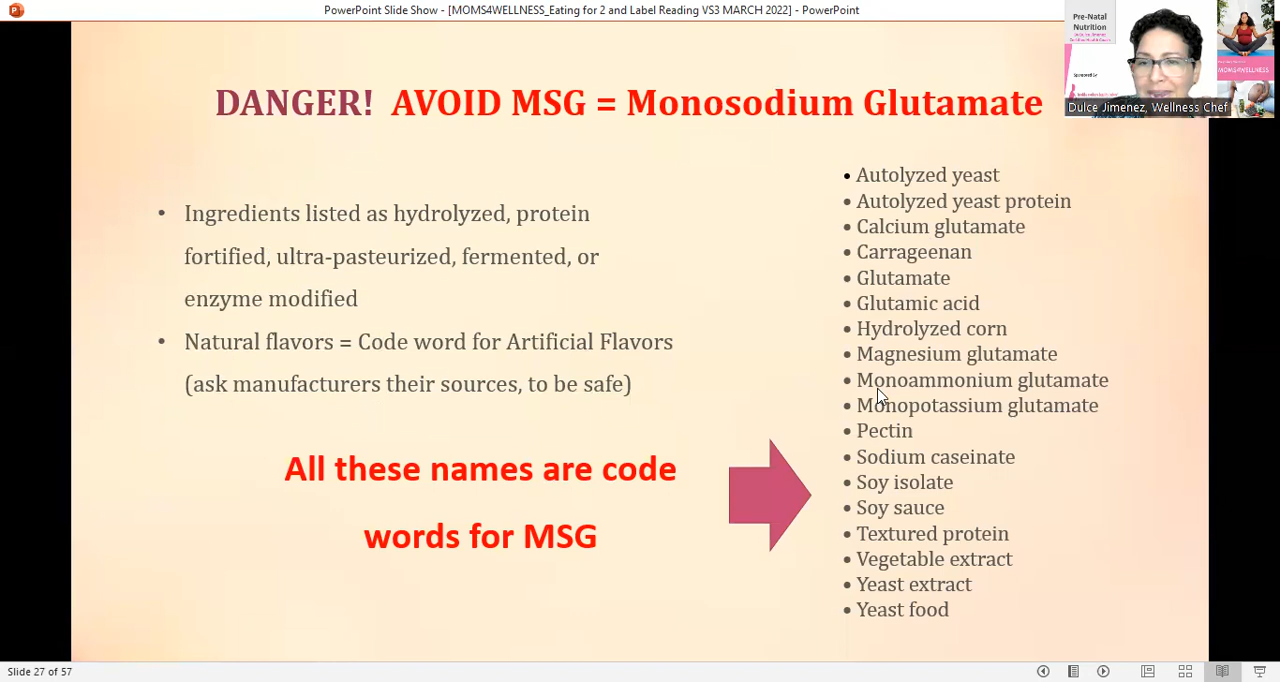 PowerPoint Slide Show - [MOMS4WELLNESS_Eating for 2 and Label Reading VS3 MARCH 2022] - PowerPoint
Pre-Natal
Nutrition
Sponsored by
MOMS4WELLNESS
Dulce Jimenez, Wellness Chef
DANGER! AVOID MSG = Monosodium Glutamate
• Ingredients listed as hydrolyzed, protein
fortified, ultra-pasteurized, fermented, or
enzyme modified
• Natural flavors = Code word for Artificial Flavors
(ask manufacturers their sources, to be safe)
All these names are code
words for MSG
• Autolyzed yeast
• Autolyzed yeast protein
• Calcium glutamate
• Carrageenan
• Glutamate
• Glutamic acid
• Hydrolyzed corn
• Magnesium glutamate
• Monoammonium glutamate
• Monopotassium glutamate
• Pectin
• Sodium caseinate
• Soy isolate
• Soy sauce
• Textured protein
• Vegetable extract
• Yeast extract
• Yeast food
Slide 27 of 57